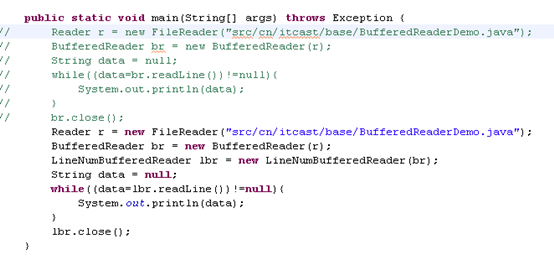 public static void main(String[] args) throws Exception {
//      Reader r = new FileReader("src/cn/itcast/base/BufferedReaderDemo.java");
//      BufferedReader br = new BufferedReader(r);
//      String data = null;
//      while((data=br.readLine())!=null){
//          System.out.println(data);
//      }
//      br.close();
        Reader r = new FileReader("src/cn/itcast/base/BufferedReaderDemo.java");
        BufferedReader br = new BufferedReader(r);
        LineNumBufferedReader lbr = new LineNumBufferedReader(br);
        String data = null;
        while((data=lbr.readLine())!=null){
            System.out.println(data);
        }
        lbr.close();
    }